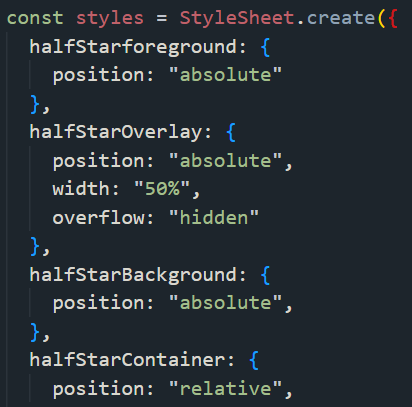 const styles = StyleSheet.create({
halfStarforeground: {
position: "absolute"
},
halfStarOverlay: {
position: "absolute",
width: "50%",
overflow: "hidden"
},
halfStarBackground: {
position: "absolute",
},
halfStarContainer: {
position: "relative",